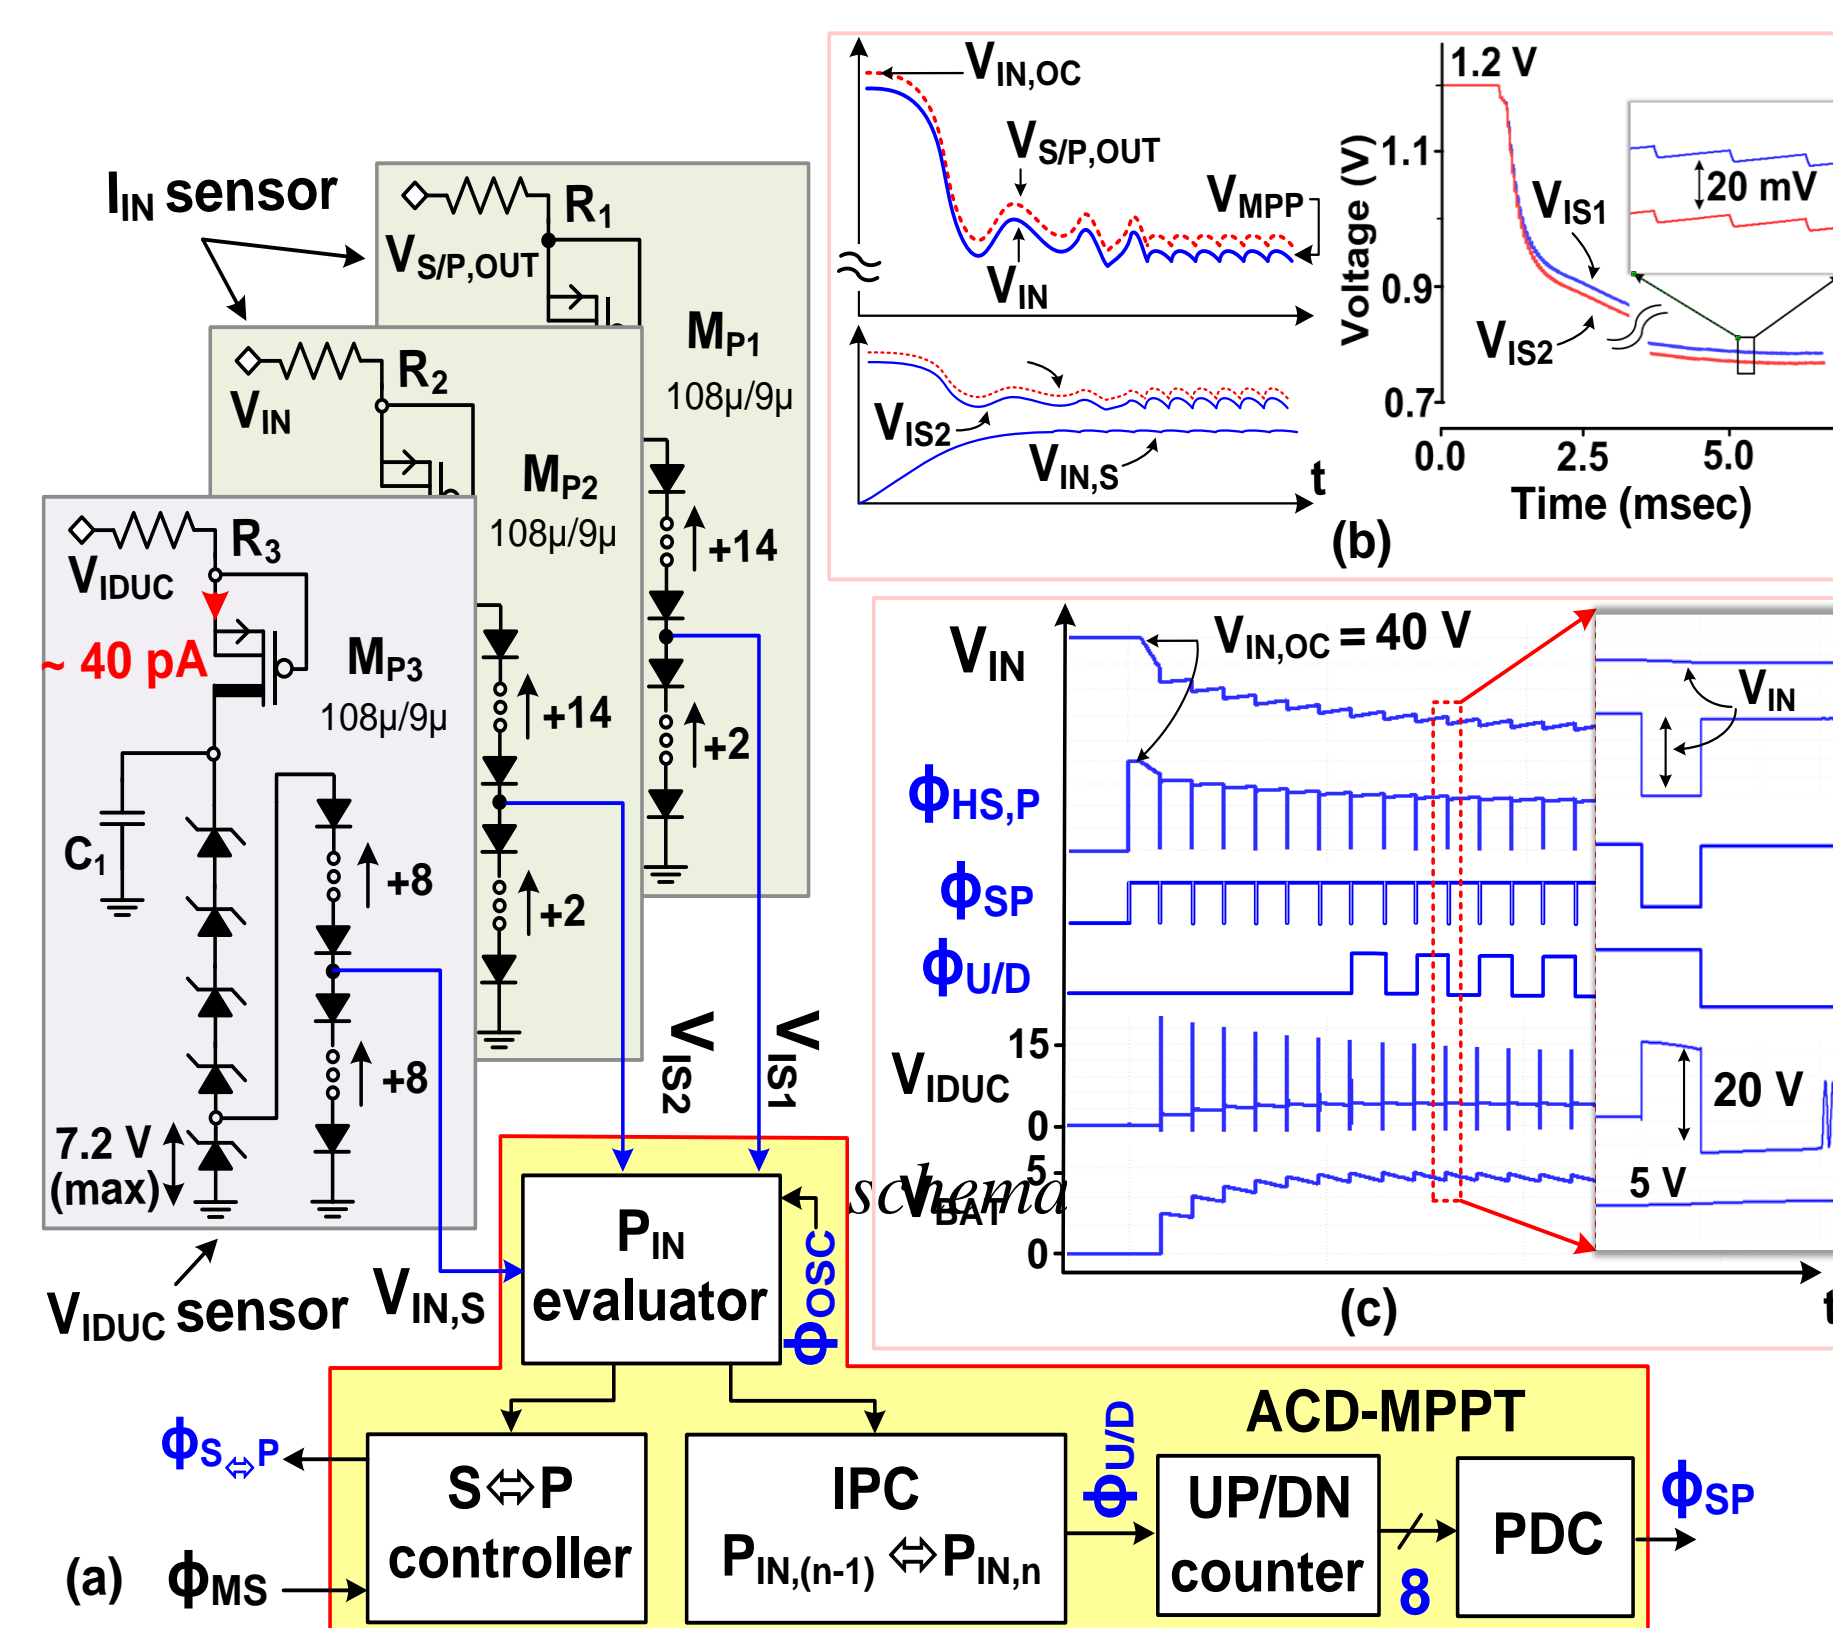 I_IN sensor
R1
V_S/P,OUT
M_P1
108µ/9µ
R2
V_IN
M_P2
108µ/9µ
+14
+2
R3
V_IDUC
~ 40 pA
M_P3
108µ/9µ
+14
+2
C1
+8
+8
7.2 V
(max)
V_IDUC sensor
V_IN,S
V_IS2
V_IS1
P_IN
evaluator
ϕ_OSC
schema
ACD-MPPT
ϕ_S⇔P
S⇔P
controller
ϕ_MS
IPC
P_IN,(n-1) ⇔ P_IN,n
ϕ_U/D
UP/DN
counter
8
PDC
ϕ_SP
(a)
V_IN,OC
V_S/P,OUT
V_MPP
V_IN
V_IS2
V_IN,S
t
Voltage (V)
1.2 V
1.1
0.9
0.7
20 mV
V_IS1
V_IS2
0.0 2.5 5.0
Time (msec)
(b)
V_IN
V_IN,OC = 40 V
V_IN
ϕ_HS,P
ϕ_SP
ϕ_U/D
15
V_IDUC
0
20 V
5
V_BAT
0
5 V
(c)
t